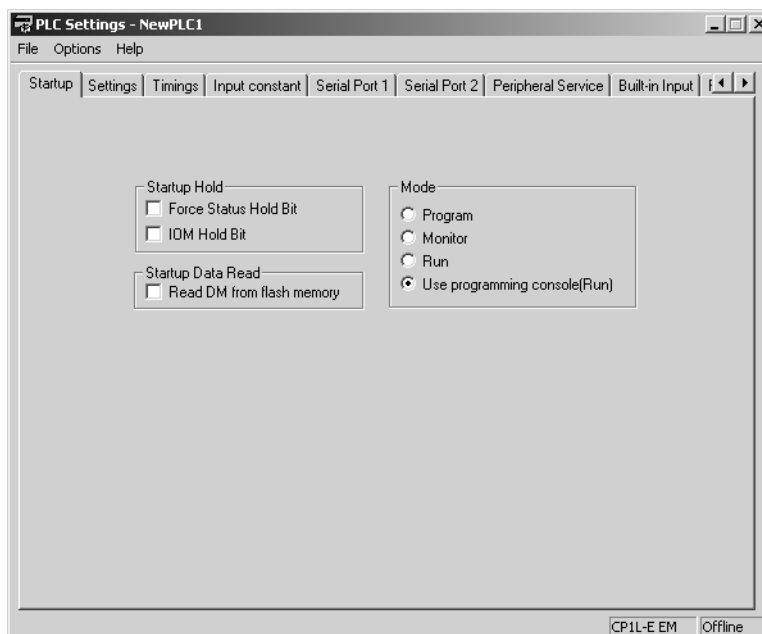 PLC Settings - NewPLC1
File Options Help
Startup Settings Timings Input constant Serial Port 1 Serial Port 2 Peripheral Service Built-in Input
Startup Hold
Force Status Hold Bit
IOM Hold Bit
Startup Data Read
Read DM from flash memory
Mode
Program
Monitor
Run
Use programming console(Run)
CP1L-E EM Offline